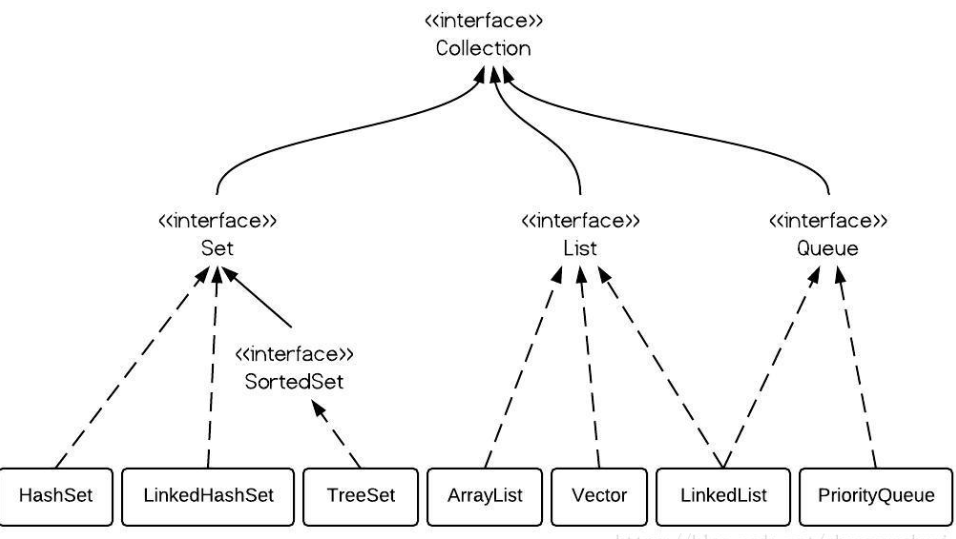 <<interface>>
Collection
<<interface>>
Set
<<interface>>
List
<<interface>>
Queue
<<interface>>
SortedSet
HashSet
LinkedHashSet
TreeSet
ArrayList
Vector
LinkedList
PriorityQueue